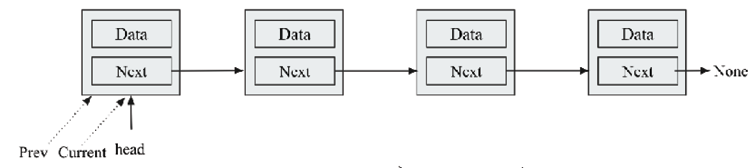 Data Data Data Data
Next Next Next Next None
Prev Current head